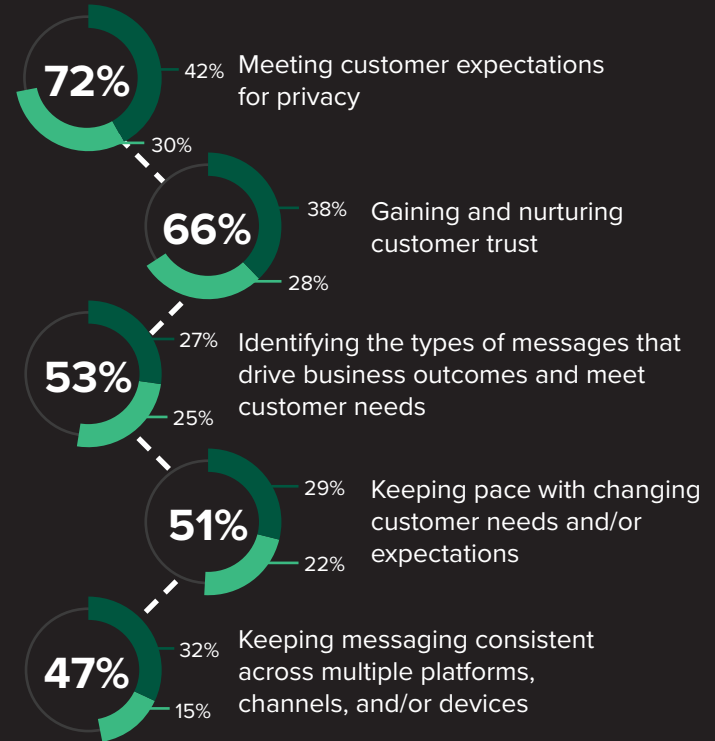 72%
42%
30%
Meeting customer expectations
for privacy
66%
38%
28%
Gaining and nurturing
customer trust
53%
27%
25%
Identifying the types of messages that
drive business outcomes and meet
customer needs
51%
29%
22%
Keeping pace with changing
customer needs and/or
expectations
47%
32%
15%
Keeping messaging consistent
across multiple platforms,
channels, and/or devices